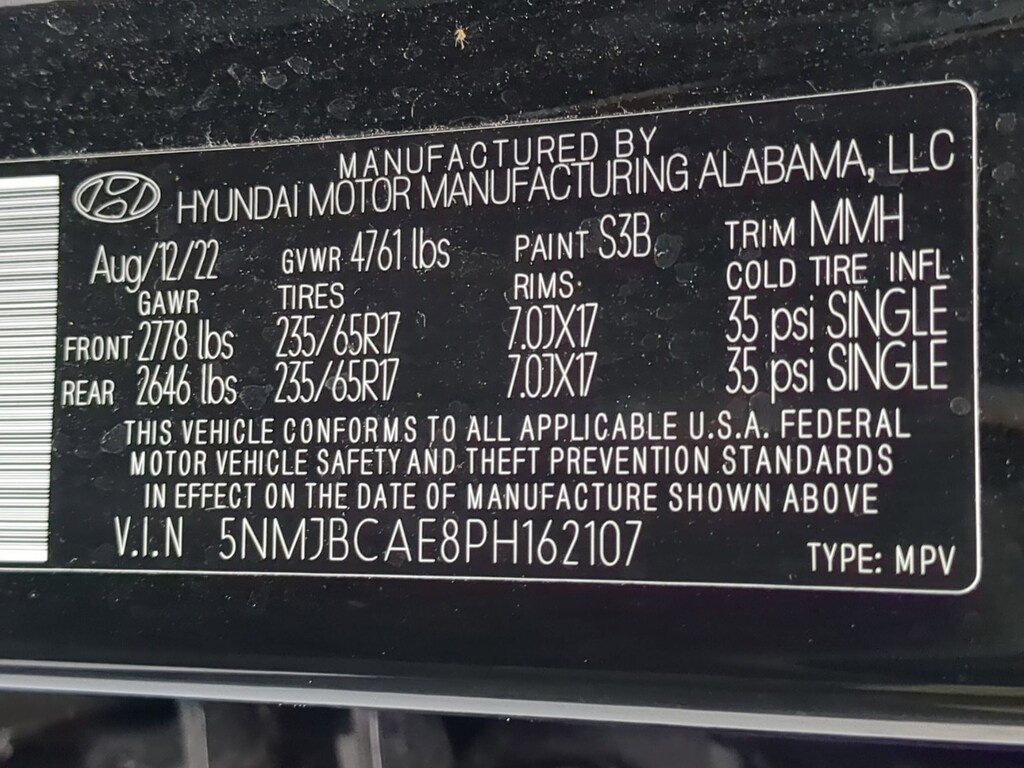 MANUFACTURED BY
HYUNDAI MOTOR MANUFACTURING ALABAMA, LLC
Aug/12/22 GVWR 4761 lbs PAINT S3B TRIM MMH
GAWR TIRES RIMS COLD TIRE INFL
FRONT 2778 lbs 235/65R17 7.0JX17 35 psi SINGLE
REAR 2646 lbs 235/65R17 7.0JX17 35 psi SINGLE
THIS VEHICLE CONFORMS TO ALL APPLICABLE U.S.A. FEDERAL
MOTOR VEHICLE SAFETY AND THEFT PREVENTION STANDARDS
IN EFFECT ON THE DATE OF MANUFACTURE SHOWN ABOVE
V.I.N 5NMJBCAE8PH162107 TYPE: MPV